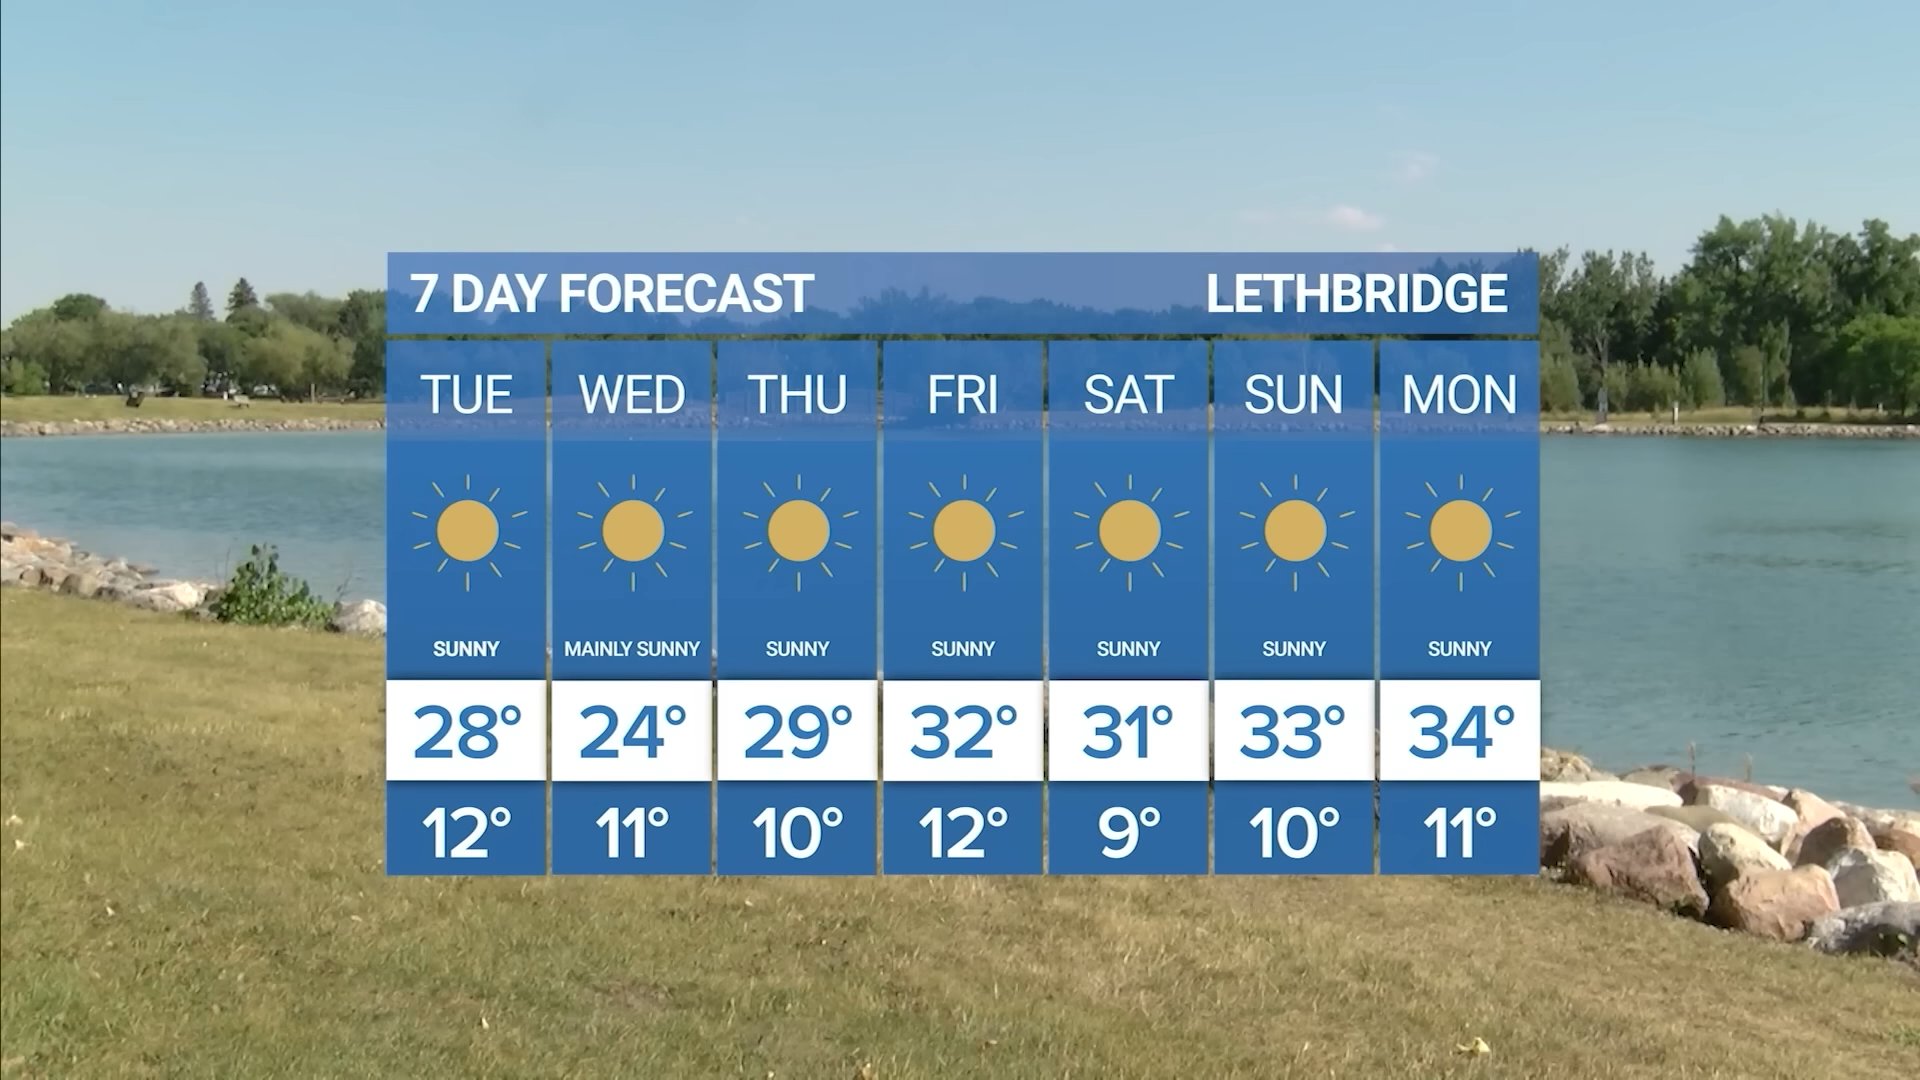 7 DAY FORECAST LETHBRIDGE
TUE WED THU FRI SAT SUN MON
SUNNY MAINLY SUNNY SUNNY SUNNY SUNNY SUNNY SUNNY
28° 24° 29° 32° 31° 33° 34°
12° 11° 10° 12° 9° 10° 11°